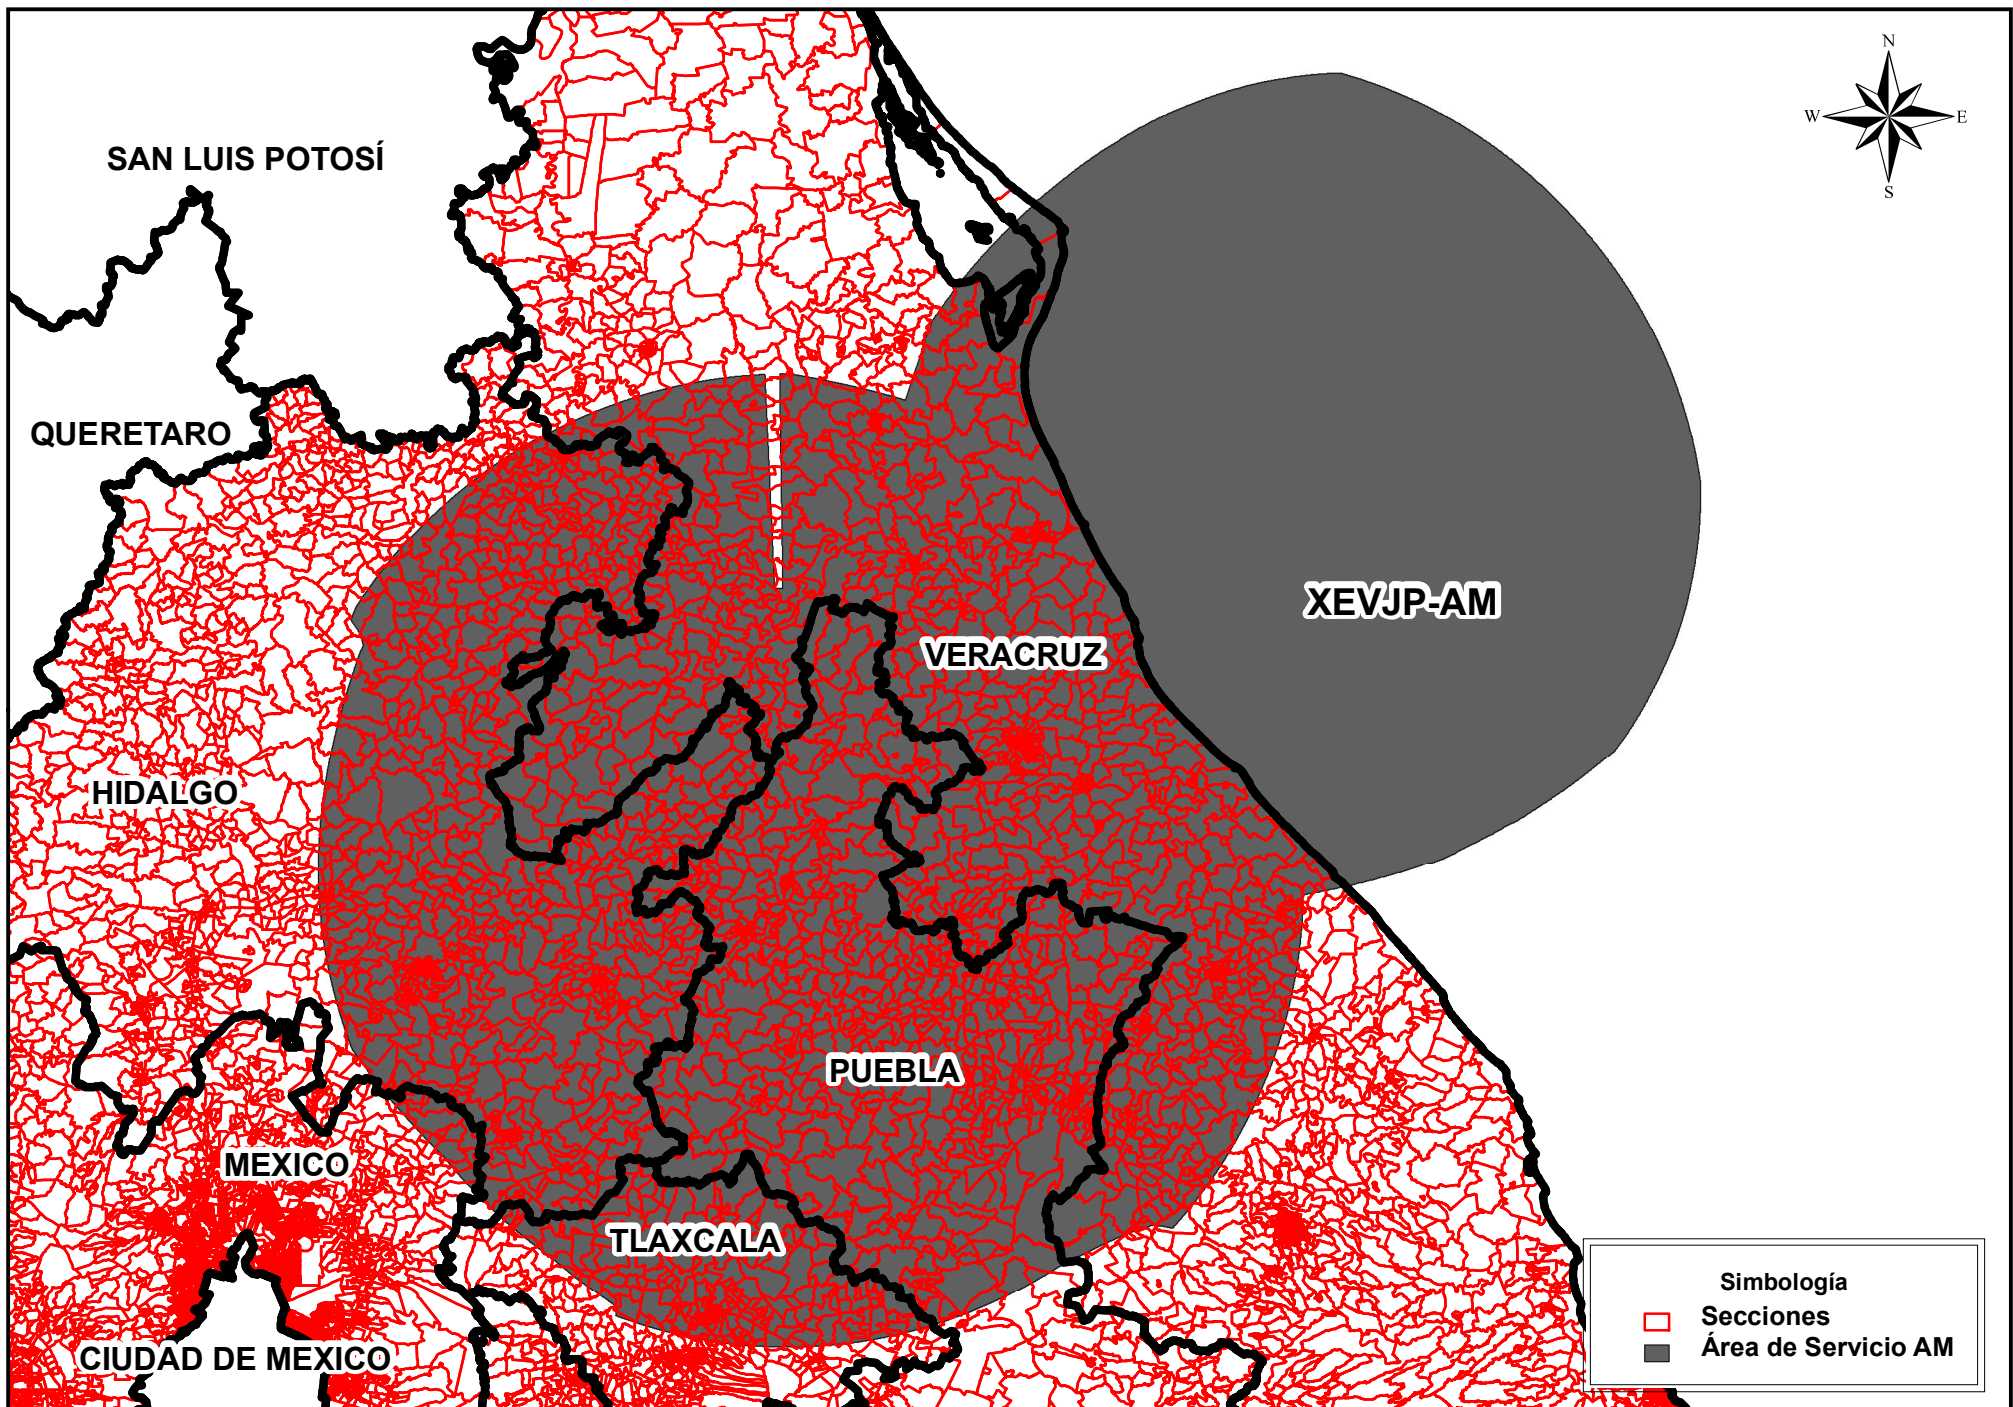 N
W
E
S
SAN LUIS POTOSÍ
QUERETARO
XEVJP-AM
VERACRUZ
HIDALGO
PUEBLA
MEXICO
TLAXCALA
CIUDAD DE MEXICO
Simbología
Secciones
Área de Servicio AM